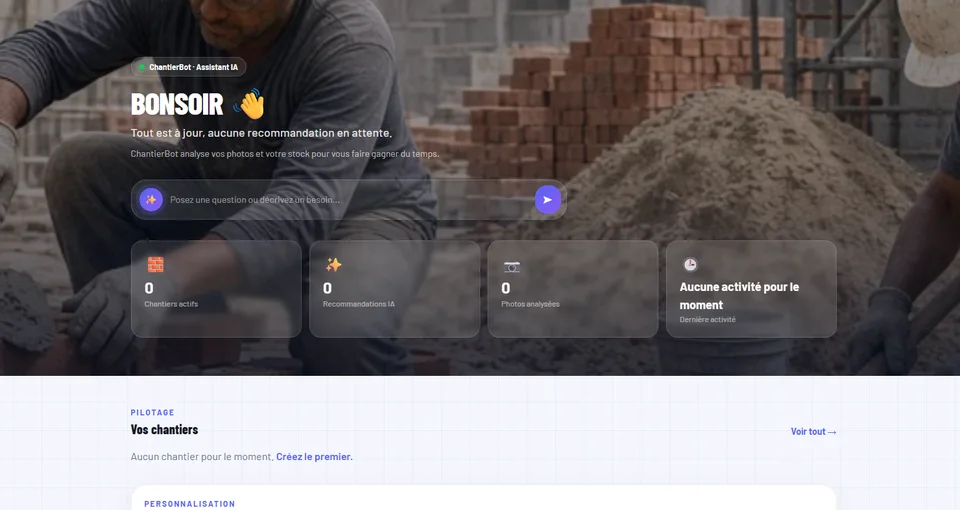 ChantierBot · Assistant IA
BONSOIR 👋
Tout est à jour, aucune recommandation en attente.
ChantierBot analyse vos photos et votre stock pour vous faire gagner du temps.
Posez une question ou décrivez un besoin...
0
Chantiers actifs
0
Recommandations IA
0
Photos analysées
Aucune activité pour le
moment
Dernière activité
PILOTAGE
Vos chantiers
Voir tout →
Aucun chantier pour le moment. Créez le premier.
PERSONNALISATION